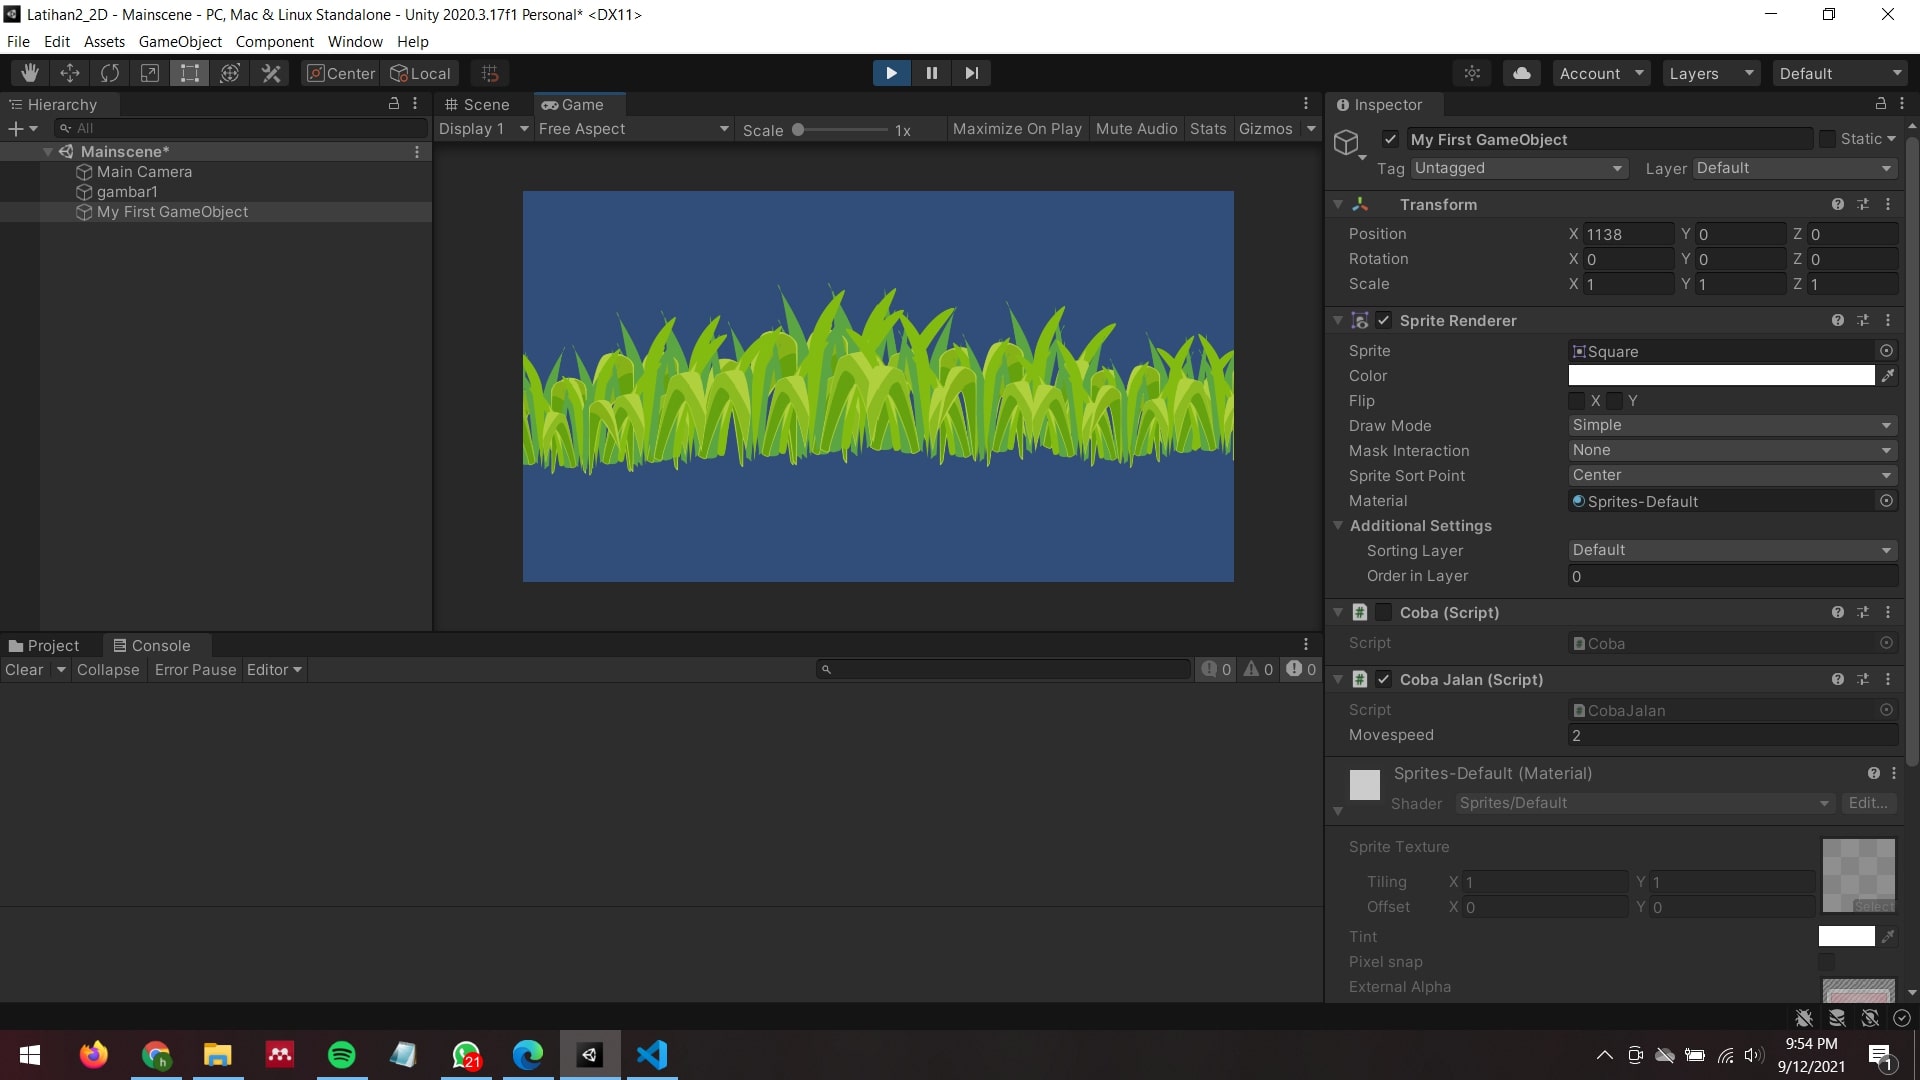 Latihan2_2D - Mainscene - PC, Mac & Linux Standalone - Unity 2020.3.17f1 Personal* <DX11>
File Edit Assets GameObject Component Window Help
Center Local Account Layers Default
Hierarchy
All
Mainscene*
Main Camera
gambar1
My First GameObject
Scene Game
Display 1 Free Aspect Scale 1x Maximize On Play Mute Audio Stats Gizmos
Project Console
Clear Collapse Error Pause Editor 0 0 0
Inspector
My First GameObject Static
Tag Untagged Layer Default
Transform
Position X 1138 Y 0 Z 0
Rotation X 0 Y 0 Z 0
Scale X 1 Y 1 Z 1
Sprite Renderer
Sprite Square
Color
Flip X Y
Draw Mode Simple
Mask Interaction None
Sprite Sort Point Center
Material Sprites-Default
Additional Settings
Sorting Layer Default
Order in Layer 0
# Coba (Script)
Script Coba
# Coba Jalan (Script)
Script CobaJalan
Movespeed 2
Sprites-Default (Material)
Shader Sprites/Default Edit...
Sprite Texture
Tiling X 1 Y 1
Offset X 0 Y 0
Select
Tint
Pixel snap
External Alpha
h 21
9:54 PM
9/12/2021
1